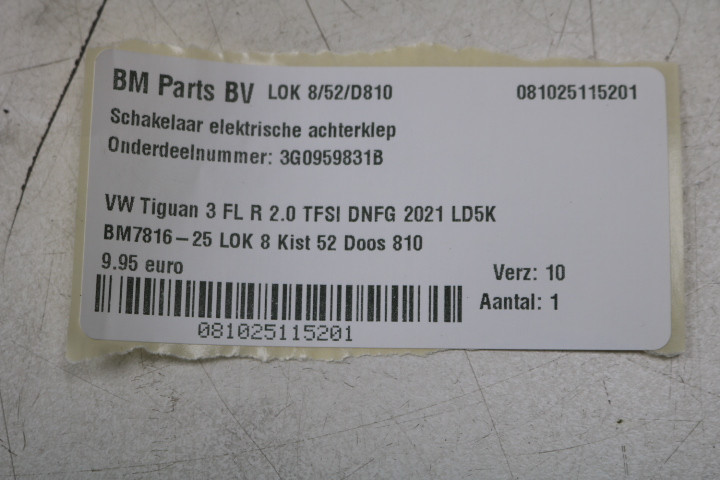 BM Parts BV LOK 8/52/D810 081025115201
Schakelaar elektrische achterklep
Onderdeelnummer: 3G0959831B
VW Tiguan 3 FL R 2.0 TFSI DNFG 2021 LD5K
BM7816-25 LOK 8 Kist 52 Doos 810
9.95 euro Verz: 10
Aantal: 1
081025115201